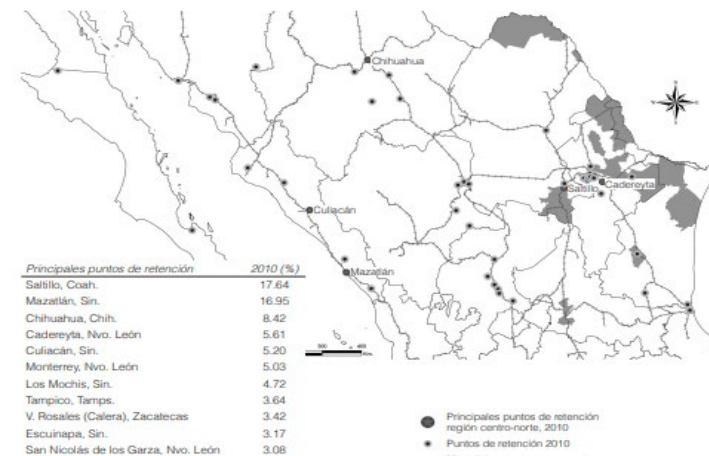 Chihuahua
Saltillo
Cadereyta
Culiacán
Mazatlán
Principales puntos de retención 2010 (%)
Saltillo, Coah. 17.64
Mazatlán, Sin. 16.95
Chihuahua, Chih. 8.42
Cadereyta, Nvo. León 5.61
Culiacán, Sin. 5.20
Monterrey, Nvo. León 5.03
Los Mochis, Sin. 4.72
Tampico, Tamps. 3.64
V. Rosales (Calera), Zacatecas 3.42
Escuinapa, Sin. 3.17
San Nicolás de los Garza, Nvo. León 3.08
Principales puntos de retención
región centro-norte, 2010
Puntos de retención 2010